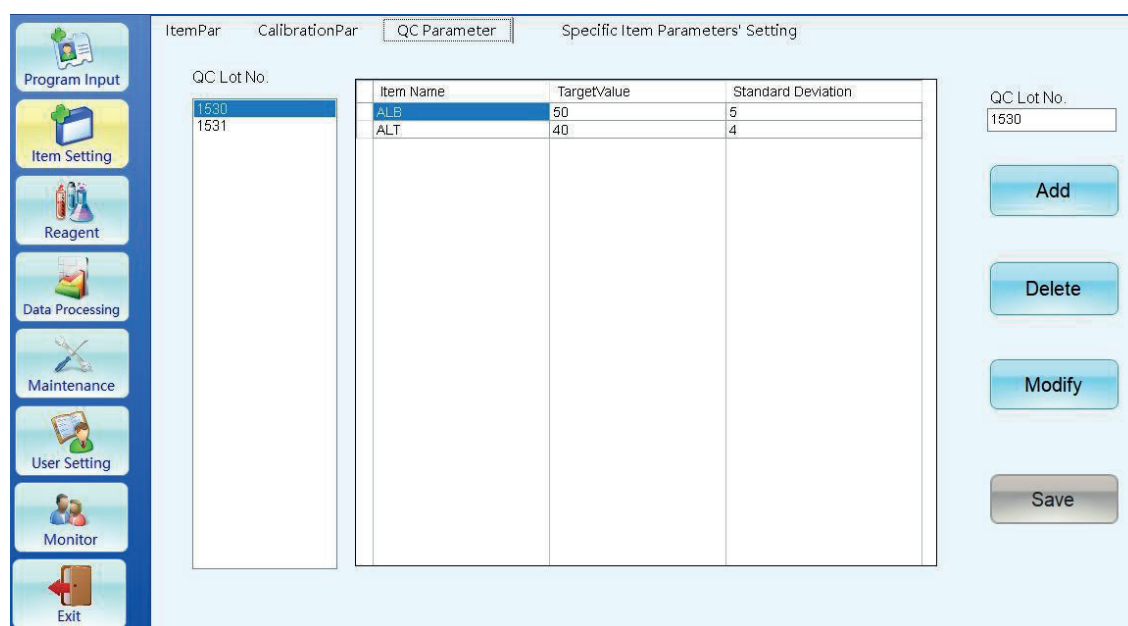 ItemPar CalibrationPar QC Parameter Specific Item Parameters' Setting
Program Input
Item Setting
Reagent
Data Processing
Maintenance
User Setting
Monitor
Exit
QC Lot No.
1530
1531
Item Name TargetValue Standard Deviation
ALB 50 5
ALT 40 4
QC Lot No.
1530
Add
Delete
Modify
Save